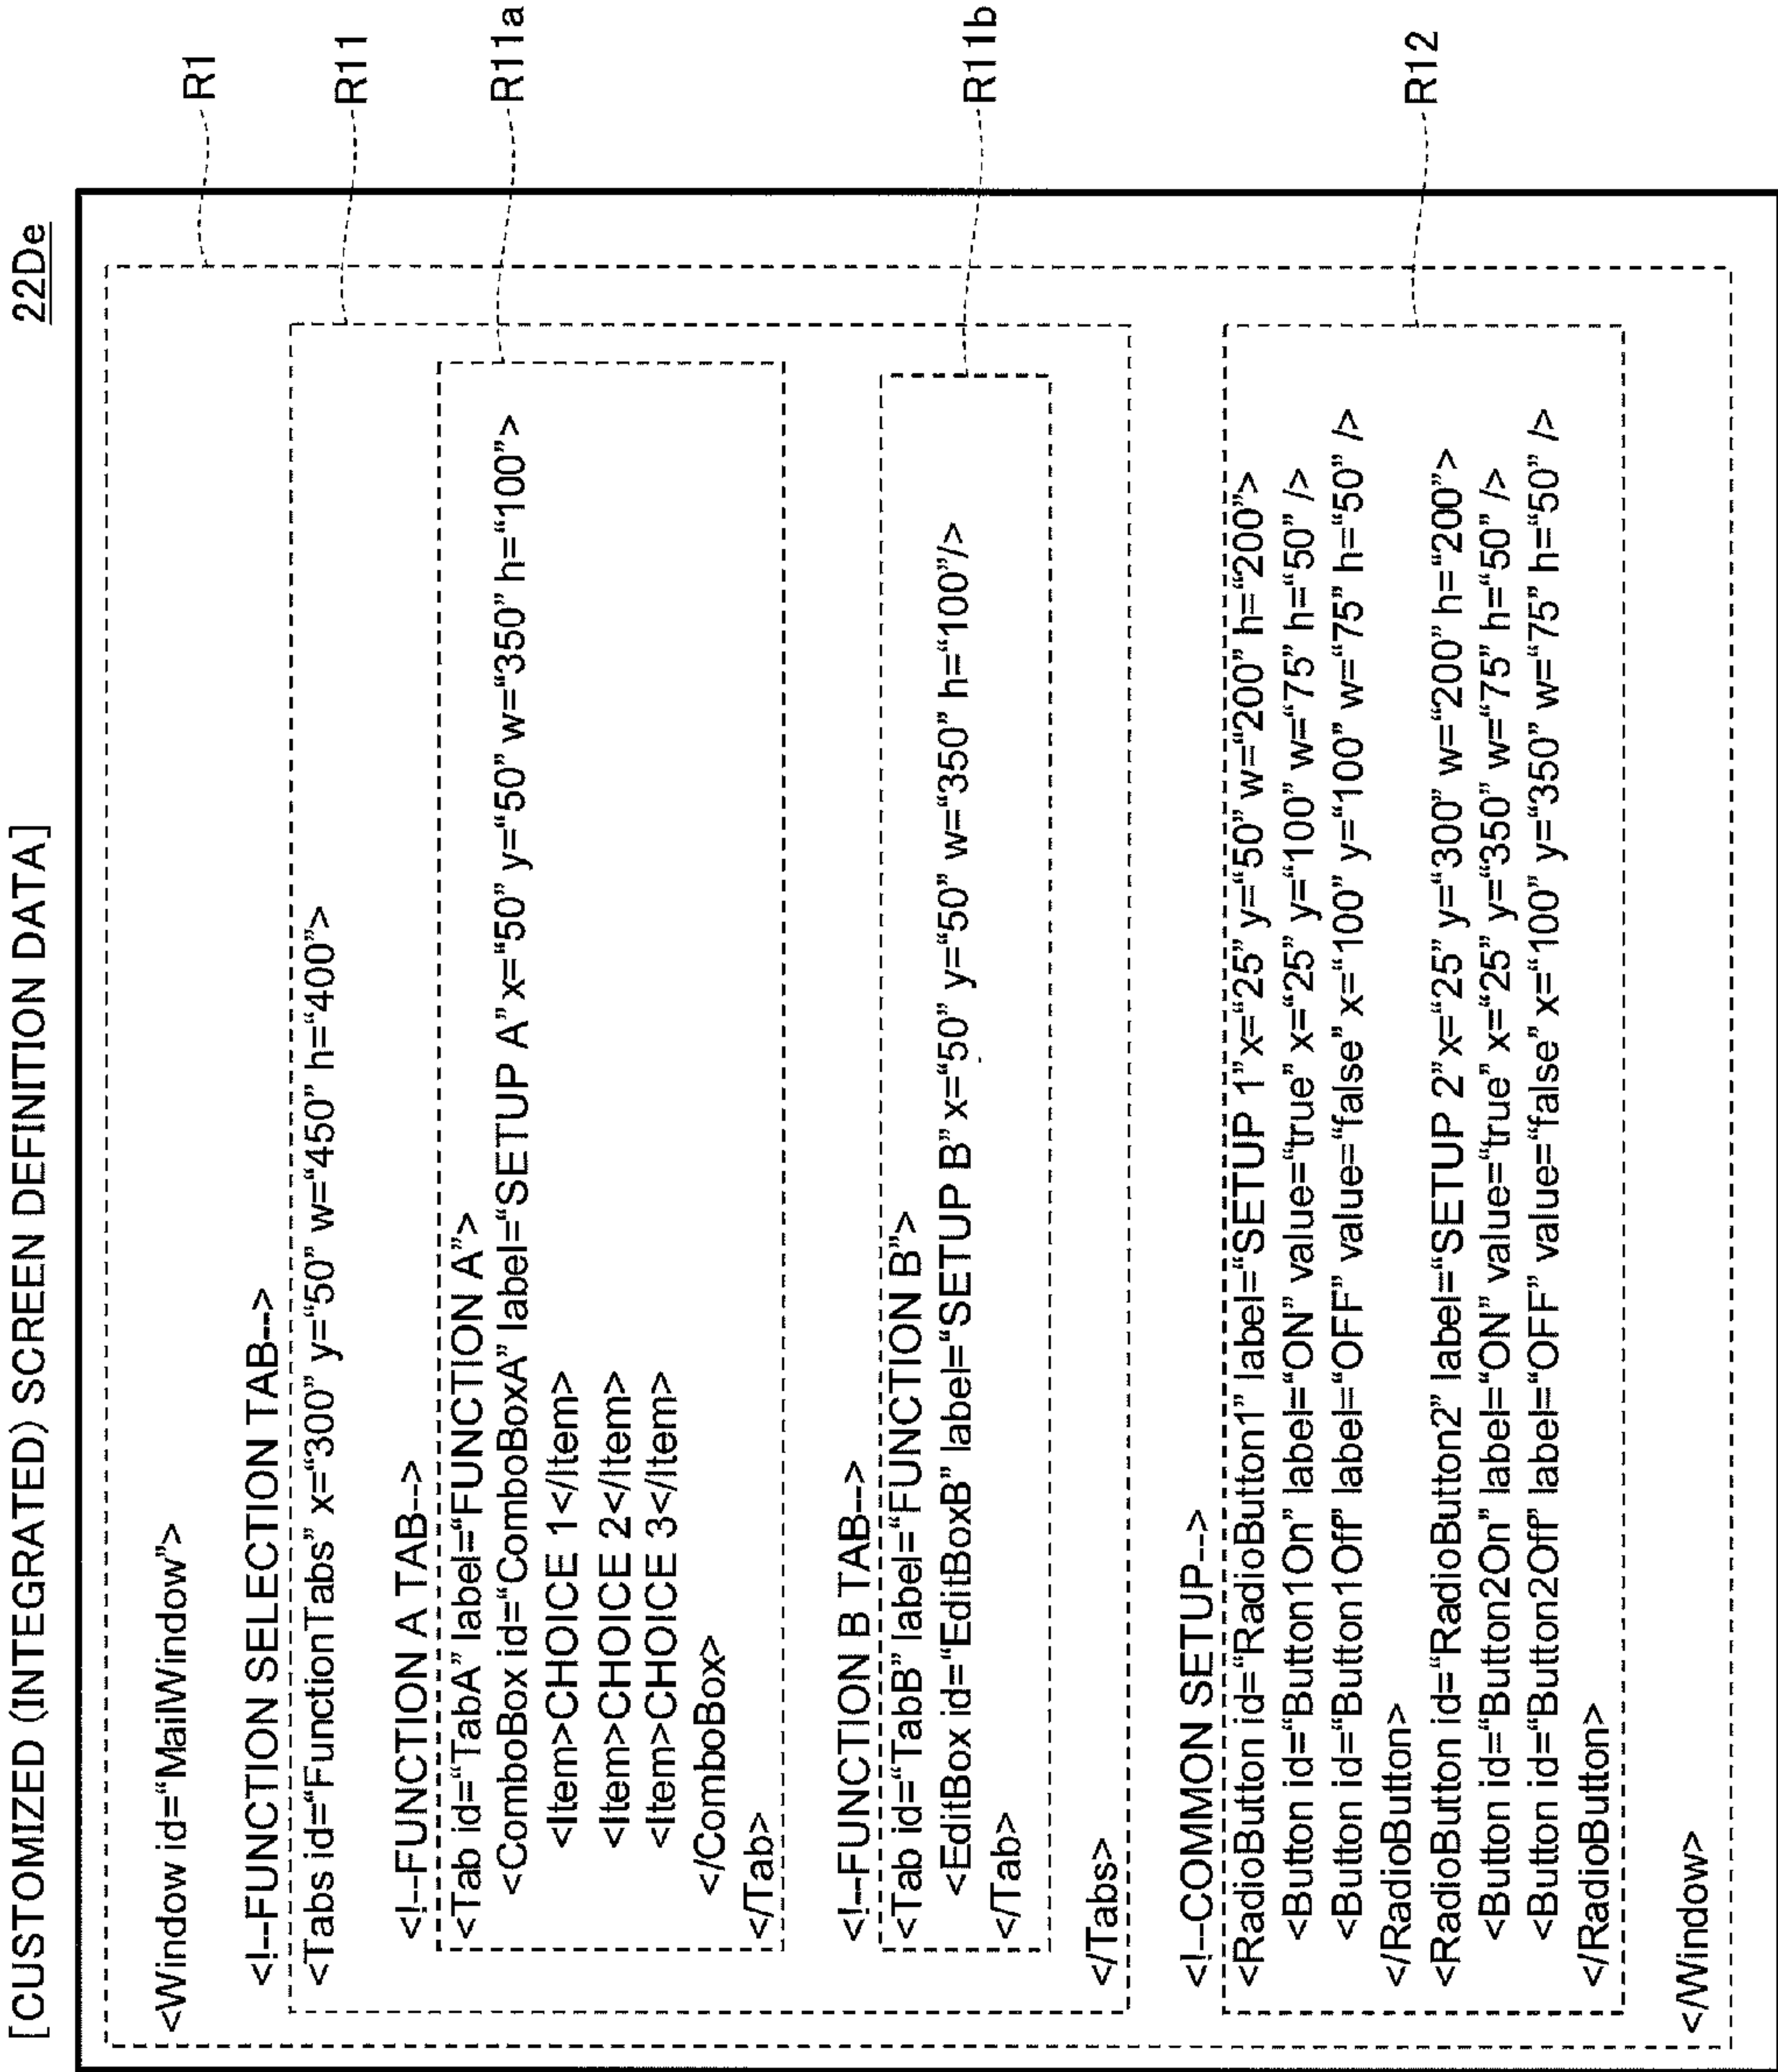 [CUSTOMIZED (INTEGRATED) SCREEN DEFINITION DATA]
22De
<Window id=“MailWindow”>
<!--FUNCTION SELECTION TAB-->
<Tabs id=“FunctionTabs” x=“300” y=“50” w=“450” h=“400”>
<!--FUNCTION A TAB-->
<Tab id=“TabA” label=“FUNCTION A”>
<ComboBox id=“ComboBoxA” label=“SETUP A” x=“50” y=“50” w=“350” h=“100”>
<Item>CHOICE 1</Item>
<Item>CHOICE 2</Item>
<Item>CHOICE 3</Item>
</ComboBox>
</Tab>
<!--FUNCTION B TAB-->
<Tab id=“TabB” label=“FUNCTION B”>
<EditBox id=“EditBoxB” label=“SETUP B” x=“50” y=“50” w=“350” h=“100”/>
</Tab>
</Tabs>
<!--COMMON SETUP-->
<RadioButton id=“RadioButton1” label=“SETUP 1” x=“25” y=“50” w=“200” h=“200”>
<Button id=“Button1On” label=“ON” value=“true” x=“25” y=“100” w=“75” h=“50” />
<Button id=“Button1Off” label=“OFF” value=“false” x=“100” y=“100” w=“75” h=“50” />
</RadioButton>
<RadioButton id=“RadioButton2” label=“SETUP 2” x=“25” y=“300” w=“200” h=“200”>
<Button id=“Button2On” label=“ON” value=“true” x=“25” y=“350” w=“75” h=“50” />
<Button id=“Button2Off” label=“OFF” value=“false” x=“100” y=“350” w=“75” h=“50” />
</RadioButton>
</Window>
R1
R11
R11a
R11b
R12